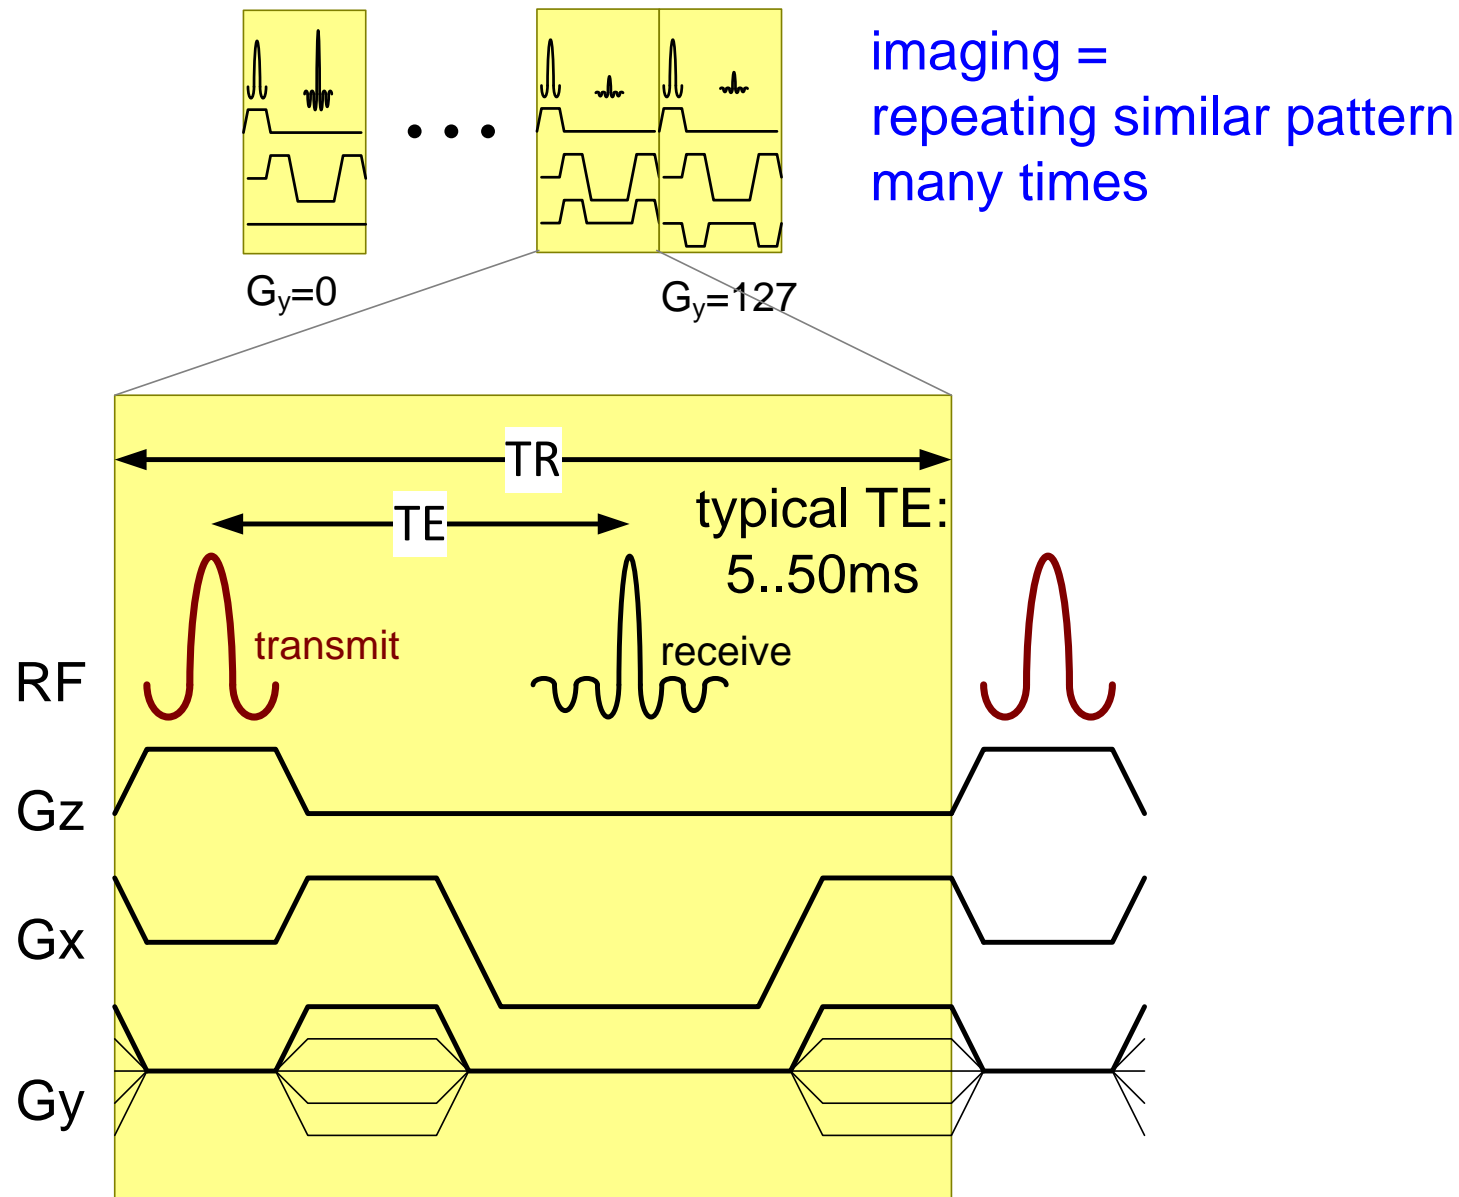 imaging =
repeating similar pattern
many times
Gy=0
Gy=127
TR
TE
typical TE:
5..50ms
transmit
receive
RF
Gz
Gx
Gy